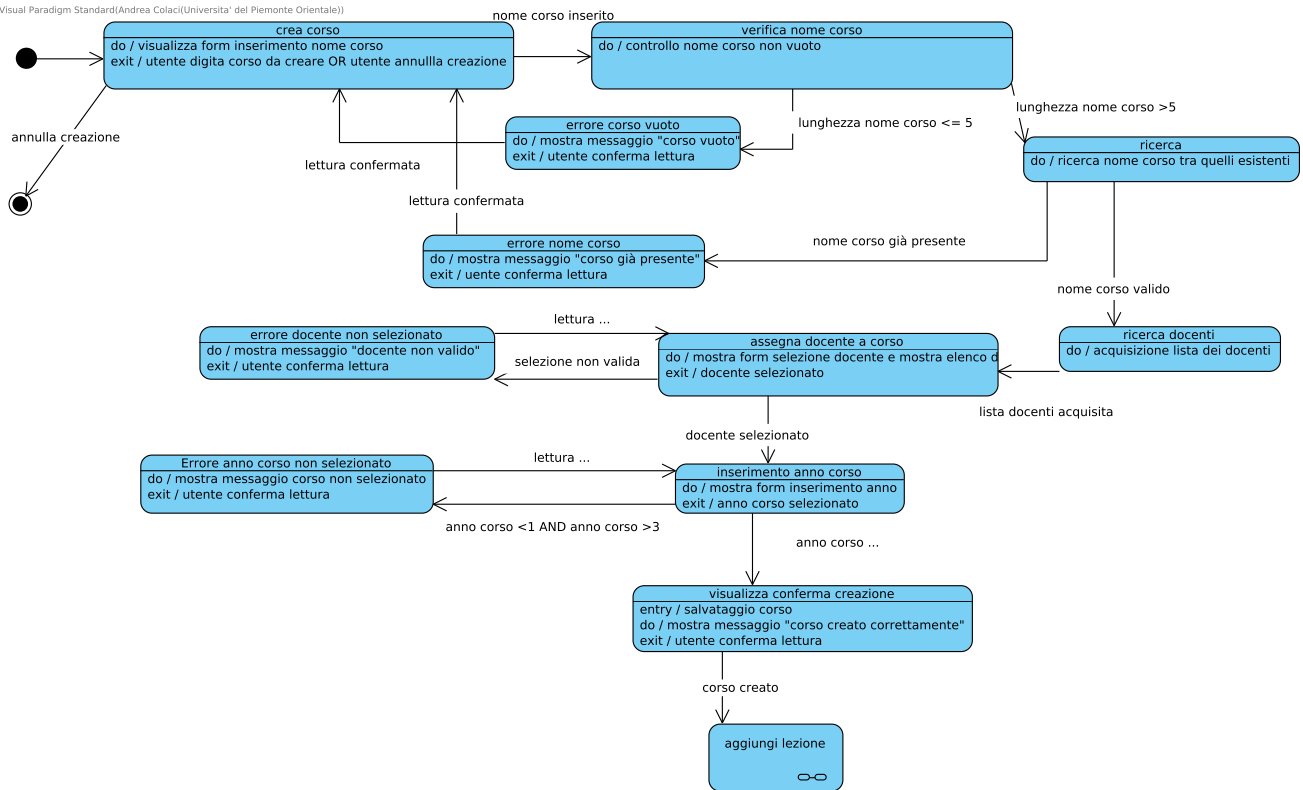 Visual Paradigm Standard(Andrea Colaci(Universita' del Piemonte Orientale))
nome corso inserito
crea corso
do / visualizza form inserimento nome corso
exit / utente digita corso da creare OR utente annullla creazione
verifica nome corso
do / controllo nome corso non vuoto
annulla creazione
lunghezza nome corso >5
errore corso vuoto
do / mostra messaggio "corso vuoto"
exit / utente conferma lettura
lunghezza nome corso <= 5
ricerca
do / ricerca nome corso tra quelli esistenti
lettura confermata
lettura confermata
errore nome corso
do / mostra messaggio "corso già presente"
exit / uente conferma lettura
nome corso già presente
nome corso valido
errore docente non selezionato
do / mostra messaggio "docente non valido"
exit / utente conferma lettura
lettura ...
selezione non valida
assegna docente a corso
do / mostra form selezione docente e mostra elenco d
exit / docente selezionato
ricerca docenti
do / acquisizione lista dei docenti
lista docenti acquisita
docente selezionato
Errore anno corso non selezionato
do / mostra messaggio corso non selezionato
exit / utente conferma lettura
lettura ...
inserimento anno corso
do / mostra form inserimento anno
exit / anno corso selezionato
anno corso <1 AND anno corso >3
anno corso ...
visualizza conferma creazione
entry / salvataggio corso
do / mostra messaggio "corso creato correttamente"
exit / utente conferma lettura
corso creato
aggiungi lezione